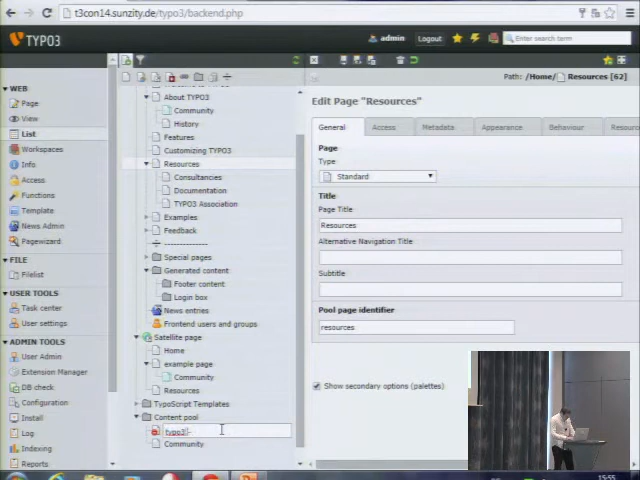 t3con14.sunzity.de/typo3/backend.php
TYPO3
admin
Logout
Enter search term
Path: /Home/ Resources [62]
WEB
Page
View
List
Workspaces
Info
Access
Functions
Template
News Admin
Pagewizard
FILE
Filelist
USER TOOLS
Task center
User settings
ADMIN TOOLS
User Admin
Extension Manager
DB check
Configuration
Install
Log
Indexing
Reports
About TYPO3
Community
History
Features
Customizing TYPO3
Resources
Consultancies
Documentation
TYPO3 Association
Examples
Feedback
--------------
Special pages
Generated content
Footer content
Login box
News entries
Frontend users and groups
Satellite page
Home
example page
Community
Resources
TypoScript Templates
Content pool
typo3-
Community
Edit Page "Resources"
General
Access
Metadata
Appearance
Behaviour
Resourc
Page
Type
Standard
Title
Page Title
Resources
Alternative Navigation Title
Subtitle
Pool page identifier
resources
Show secondary options (palettes)
15:55